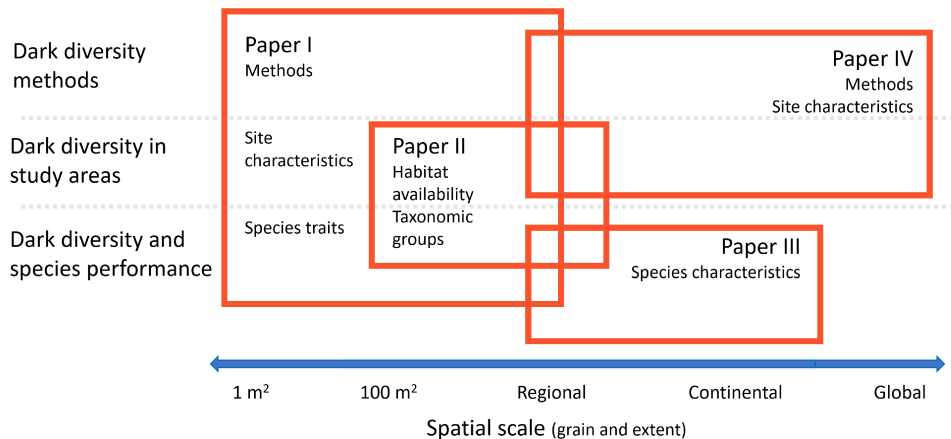 Dark diversity
methods
Paper I
Methods
Paper IV
Methods
Site characteristics
Dark diversity in
study areas
Site
characteristics
Paper II
Habitat
availability
Taxonomic
groups
Dark diversity and
species performance
Species traits
Paper III
Species characteristics
1 m²
100 m²
Regional
Continental
Global
Spatial scale (grain and extent)